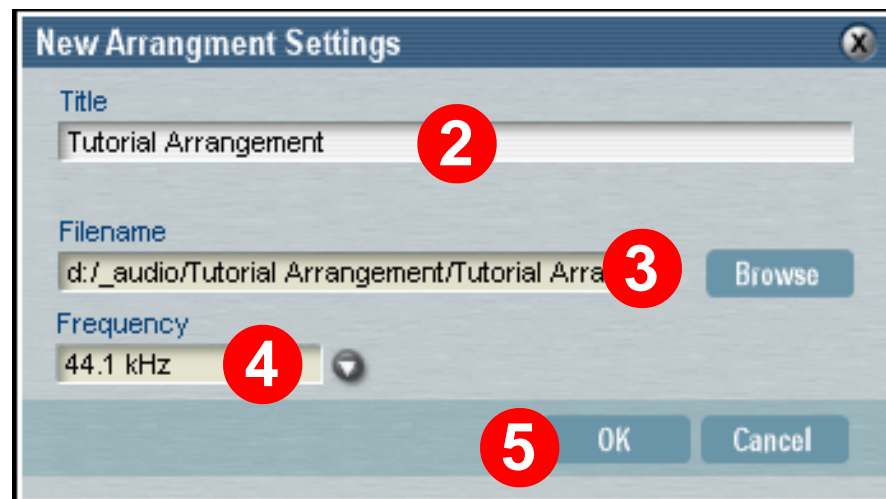 New Arrangment Settings
Title
Tutorial Arrangement
2
Filename
d:/_audio/Tutorial Arrangement/Tutorial Arra
3
Browse
Frequency
44.1 kHz
4
5
OK
Cancel